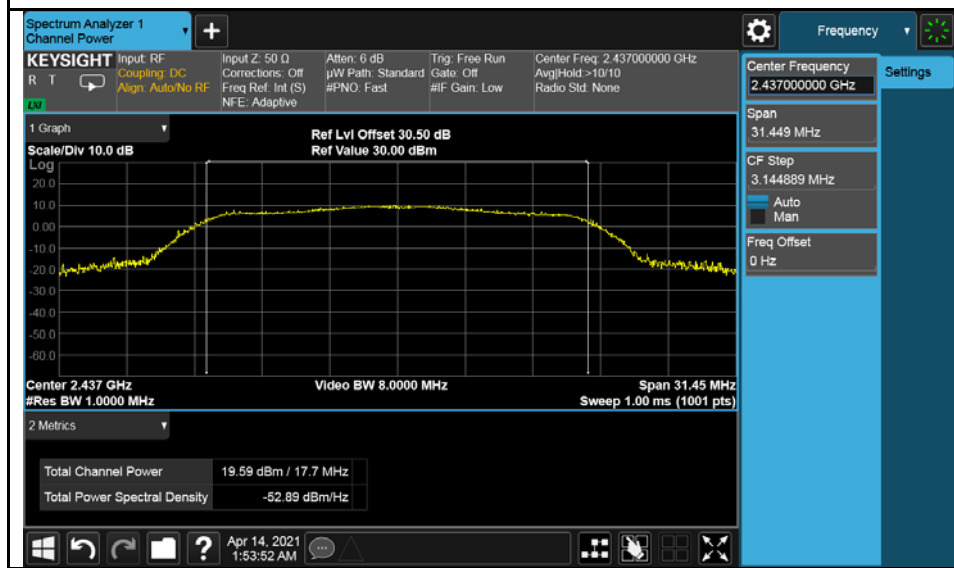 Spectrum Analyzer 1
Channel Power
+
Frequency
KEYSIGHT
R T
LXI
Input: RF
Coupling: DC
Align: Auto/No RF
Input Z: 50 Ω
Corrections: Off
Freq Ref: Int (S)
NFE: Adaptive
Atten: 6 dB
µW Path: Standard
#PNO: Fast
Trig: Free Run
Gate: Off
#IF Gain: Low
Center Freq: 2.437000000 GHz
Avg|Hold:>10/10
Radio Std: None
Center Frequency
2.437000000 GHz
Settings
Span
31.449 MHz
CF Step
3.144889 MHz
Auto
Man
Freq Offset
0 Hz
1 Graph
Scale/Div 10.0 dB
Ref Lvl Offset 30.50 dB
Ref Value 30.00 dBm
Log
20.0
10.0
0.00
-10.0
-20.0
-30.0
-40.0
-50.0
-60.0
Center 2.437 GHz
#Res BW 1.0000 MHz
Video BW 8.0000 MHz
Span 31.45 MHz
Sweep 1.00 ms (1001 pts)
2 Metrics
Total Channel Power 19.59 dBm / 17.7 MHz
Total Power Spectral Density -52.89 dBm/Hz
?
Apr 14, 2021
1:53:52 AM